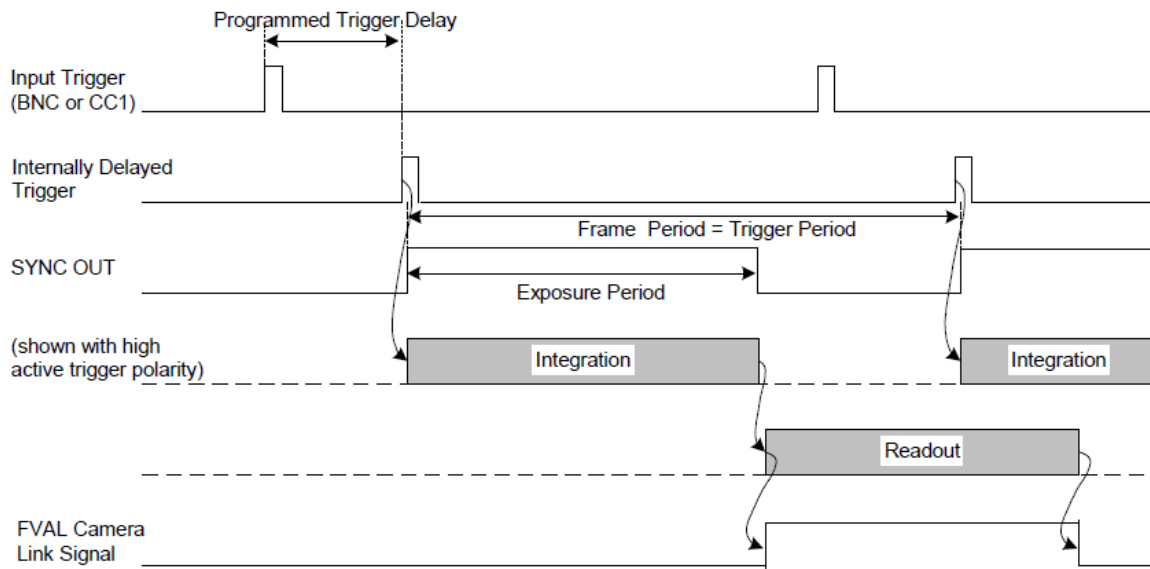 Programmed Trigger Delay
Input Trigger
(BNC or CC1)
Internally Delayed
Trigger
Frame Period = Trigger Period
SYNC OUT
Exposure Period
(shown with high
active trigger polarity)
Integration
Integration
Readout
FVAL Camera
Link Signal